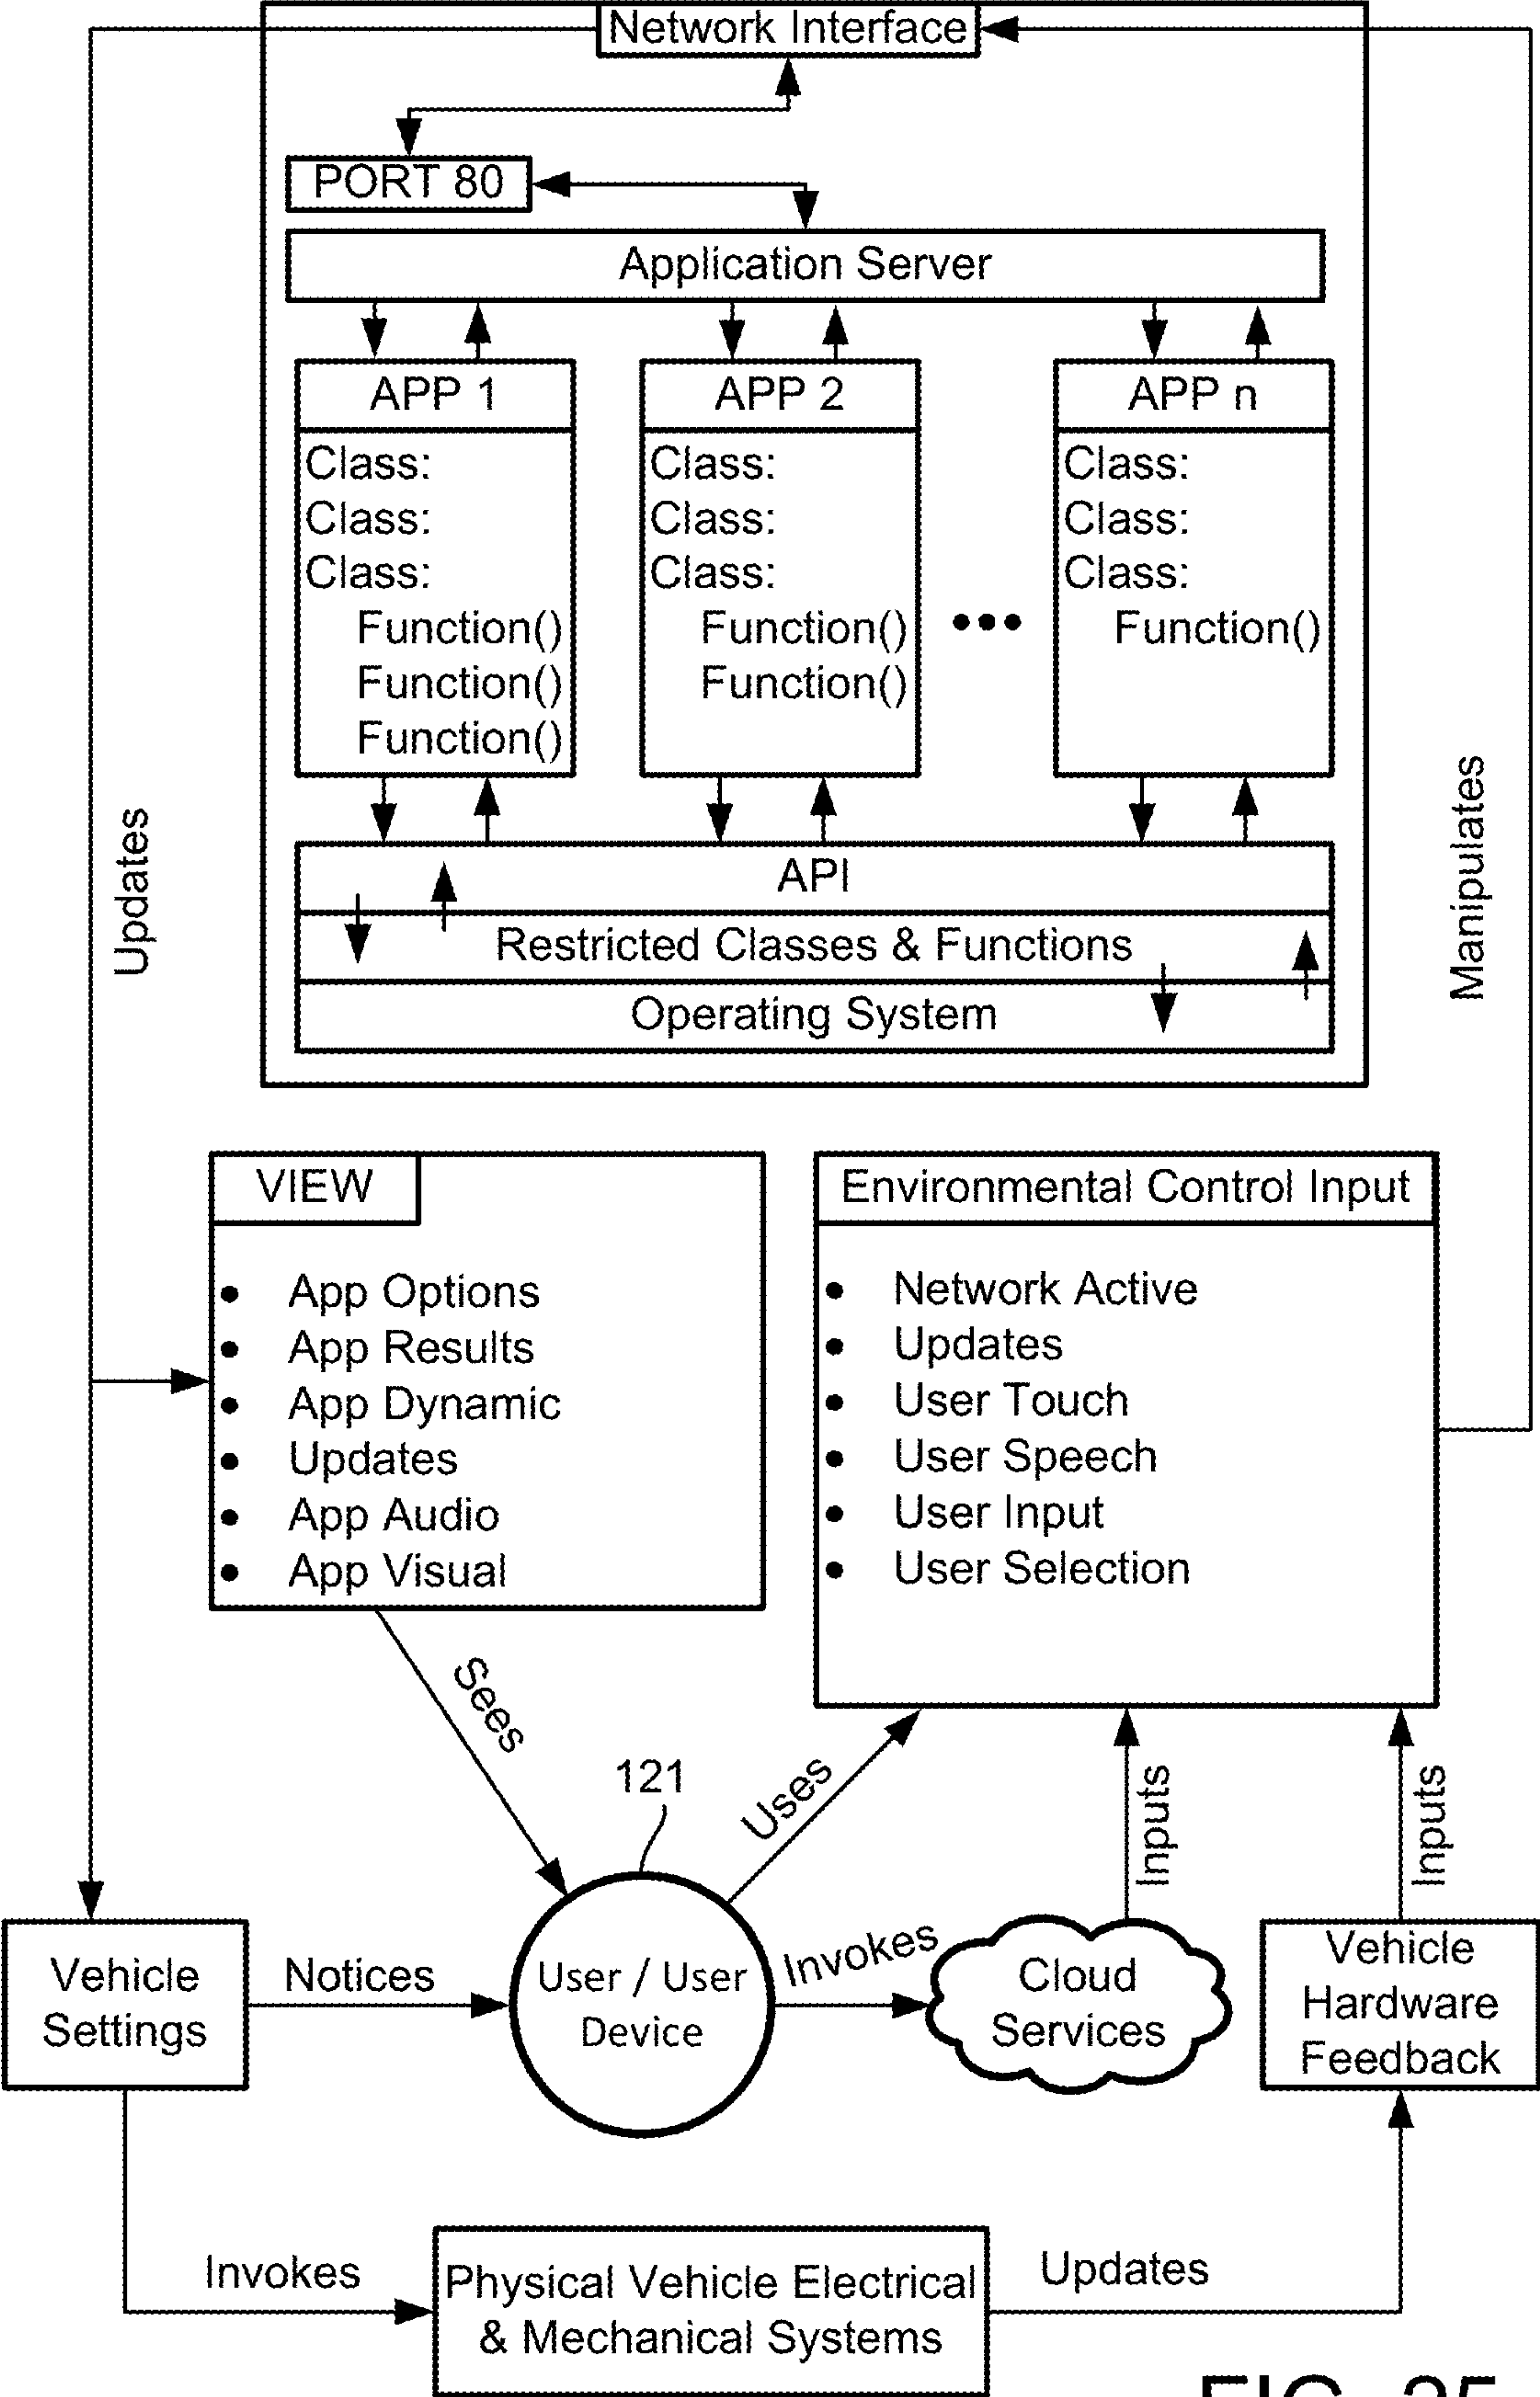 Network Interface
PORT 80
Application Server
APP 1
Class:
Class:
Class:
Function()
Function()
Function()
APP 2
Class:
Class:
Class:
Function()
Function()
•••
APP n
Class:
Class:
Class:
Function()
API
Restricted Classes & Functions
Operating System
Updates
Manipulates
VIEW
• App Options
• App Results
• App Dynamic
• Updates
• App Audio
• App Visual
Environmental Control Input
• Network Active
• Updates
• User Touch
• User Speech
• User Input
• User Selection
Sees
121
Uses
Inputs
Inputs
Vehicle
Settings
Notices
User / User
Device
Invokes
Cloud
Services
Vehicle
Hardware
Feedback
Invokes
Physical Vehicle Electrical
& Mechanical Systems
Updates